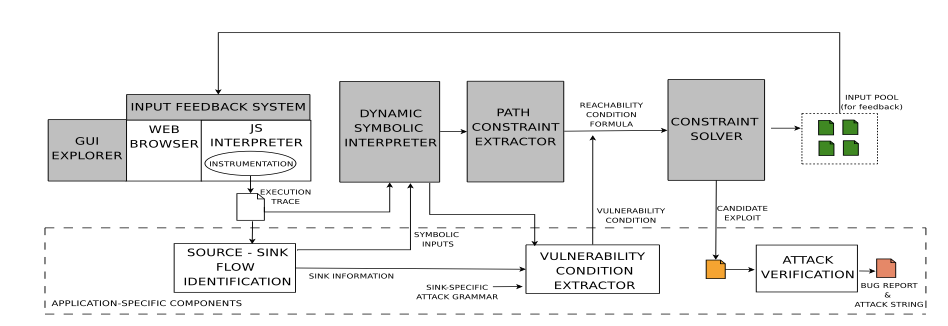 INPUT POOL
(for feedback)
INPUT FEEDBACK SYSTEM
GUI
EXPLORER
WEB
BROWSER
JS
INTERPRETER
INSTRUMENTATION
DYNAMIC
SYMBOLIC
INTERPRETER
PATH
CONSTRAINT
EXTRACTOR
REACHABILITY
CONDITION
FORMULA
CONSTRAINT
SOLVER
EXECUTION
TRACE
SYMBOLIC
INPUTS
VULNERABILITY
CONDITION
CANDIDATE
EXPLOIT
SOURCE - SINK
FLOW
IDENTIFICATION
SINK INFORMATION
SINK-SPECIFIC
ATTACK GRAMMAR
VULNERABILITY
CONDITION
EXTRACTOR
ATTACK
VERIFICATION
BUG REPORT
&
ATTACK STRING
APPLICATION-SPECIFIC COMPONENTS